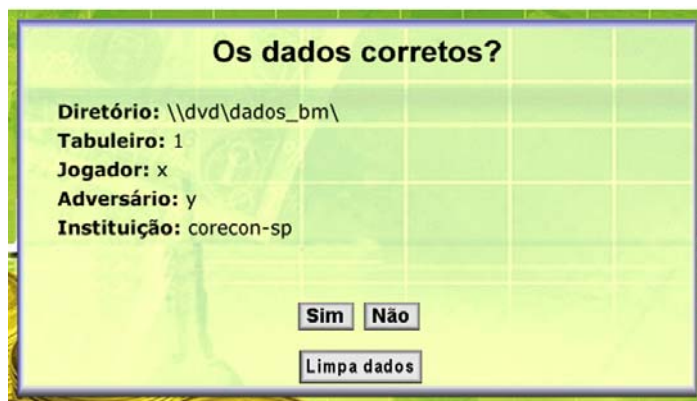 Os dados corretos?
Diretório: \\dvd\dados_bm\
Tabuleiro: 1
Jogador: x
Adversário: y
Instituição: corecon-sp
Sim Não
Limpa dados